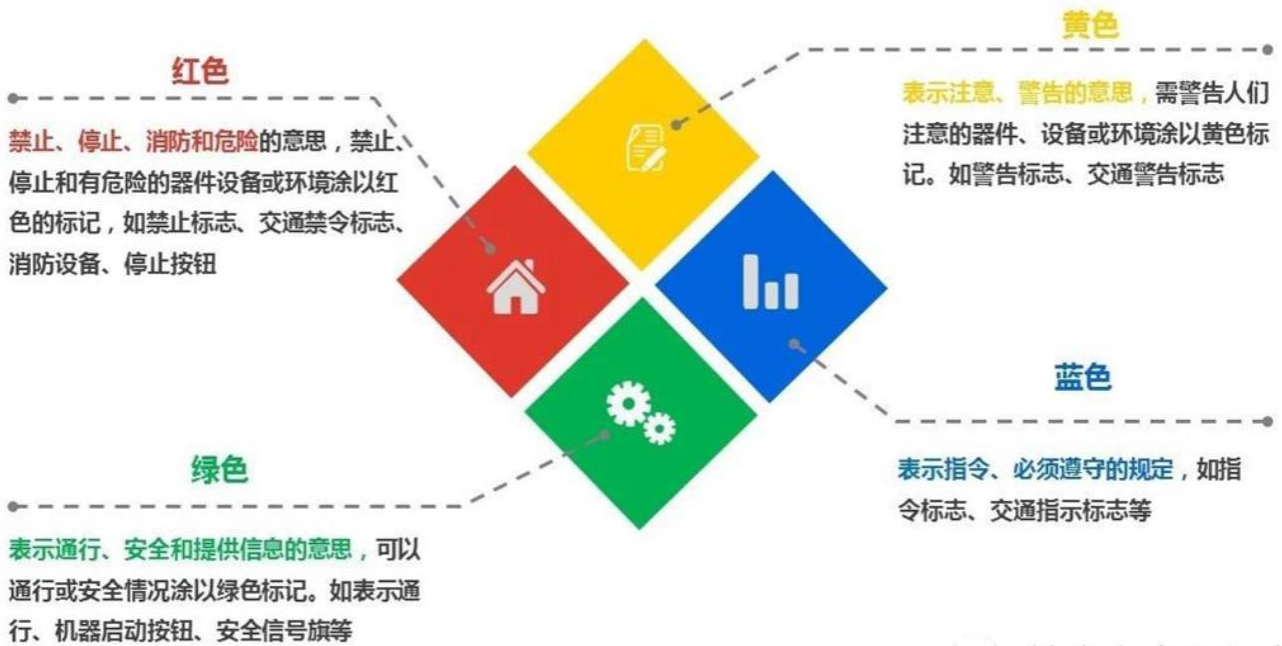 红色
禁止、停止、消防和危险的意思，禁止、
停止和有危险的器件设备或环境涂以红
色的标记，如禁止标志、交通禁令标志、
消防设备、停止按钮
黄色
表示注意、警告的意思，需警告人们
注意的器件、设备或环境涂以黄色标
记。如警告标志、交通警告标志
绿色
表示通行、安全和提供信息的意思，可以
通行或安全情况涂以绿色标记。如表示通
行、机器启动按钮、安全信号旗等
蓝色
表示指令、必须遵守的规定，如指
令标志、交通指示标志等